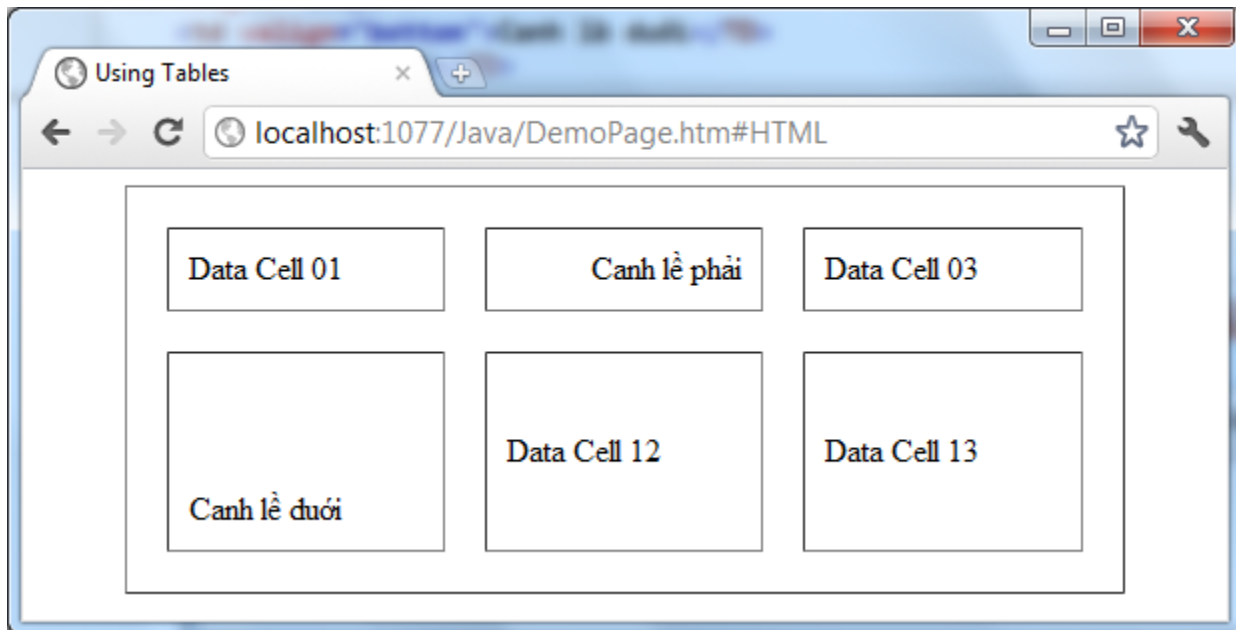 Using Tables
localhost:1077/Java/DemoPage.htm#HTML
Data Cell 01
Canh lề phải
Data Cell 03
Canh lề dưới
Data Cell 12
Data Cell 13